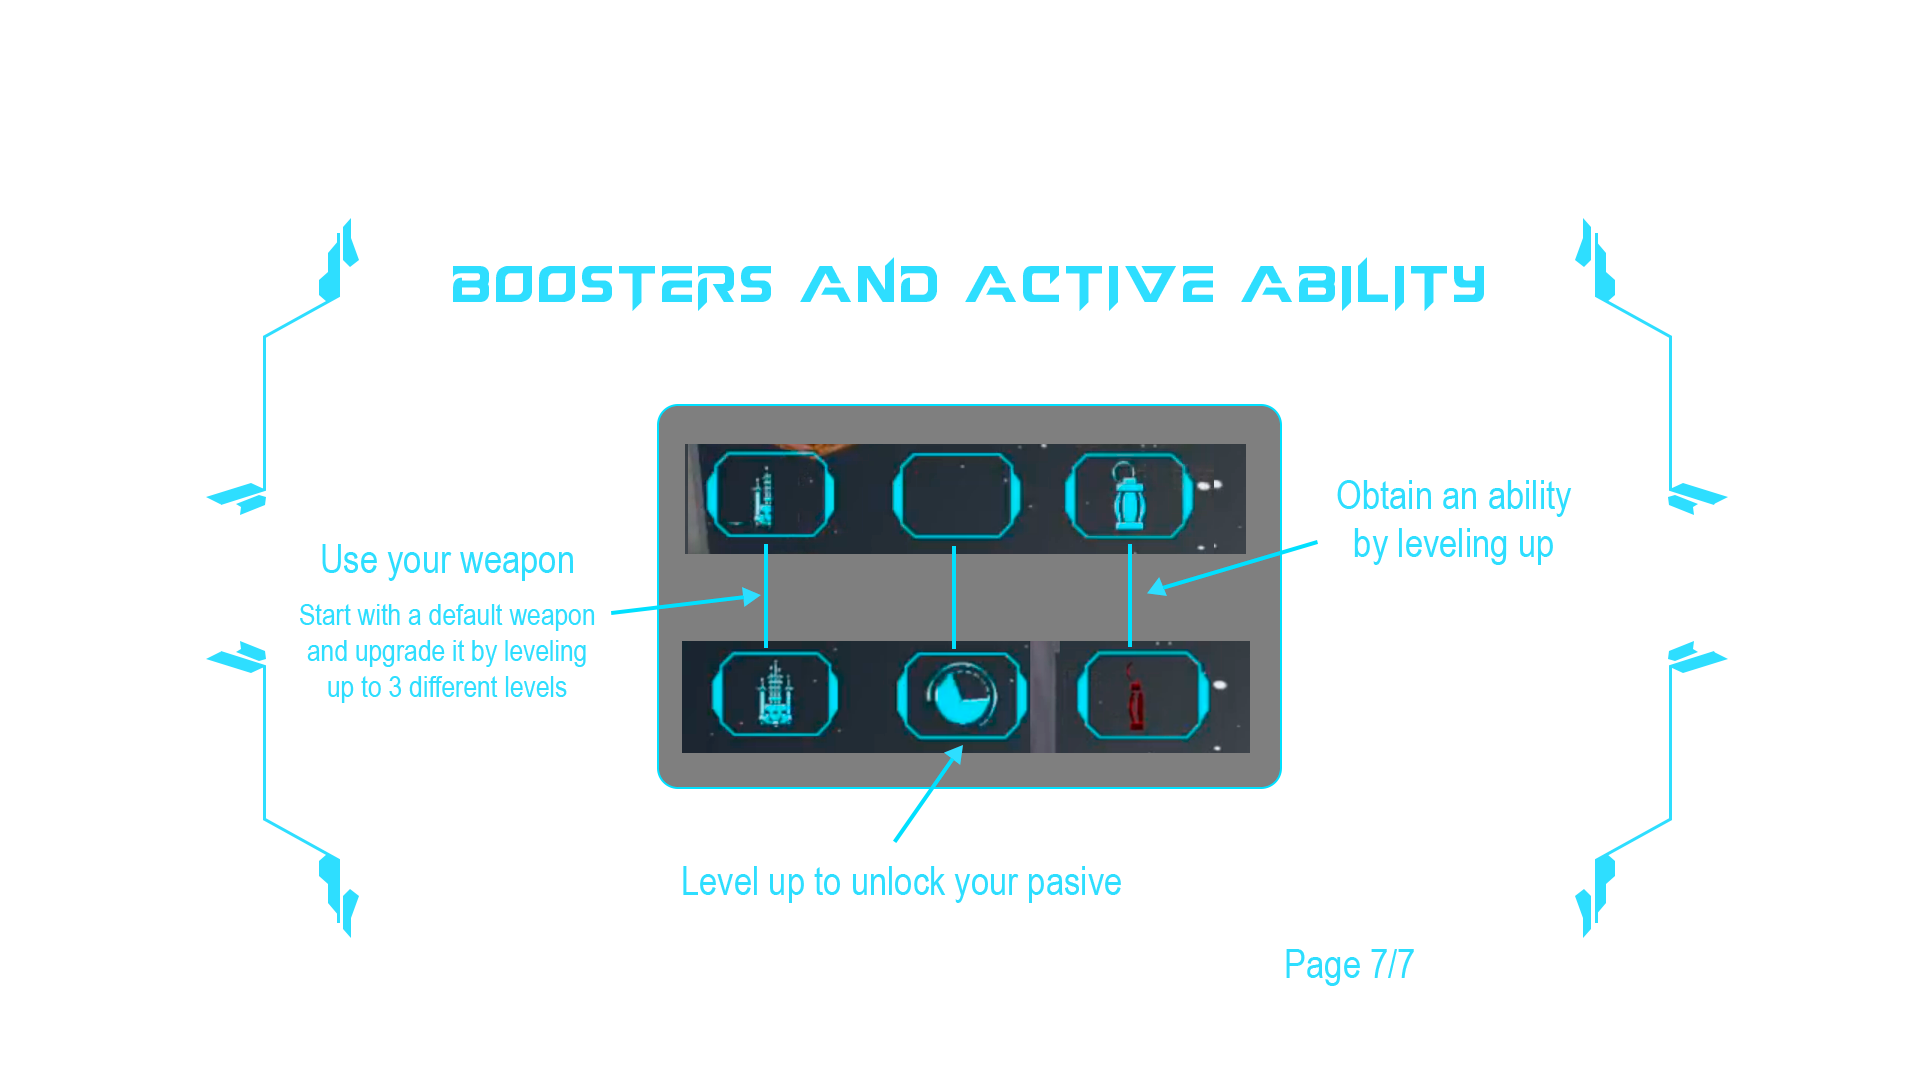 BOOSTERS AND ACTIVE ABILITY
Use your weapon
Start with a default weapon
and upgrade it by leveling
up to 3 different levels
Obtain an ability
by leveling up
Level up to unlock your pasive
Page 7/7